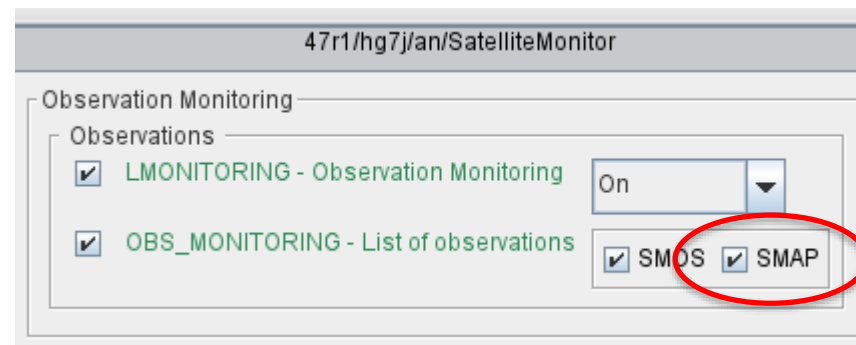 47r1/hg7j/an/SatelliteMonitor
Observation Monitoring
Observations
LMONITORING - Observation Monitoring On
OBS_MONITORING - List of observations SMOS SMAP